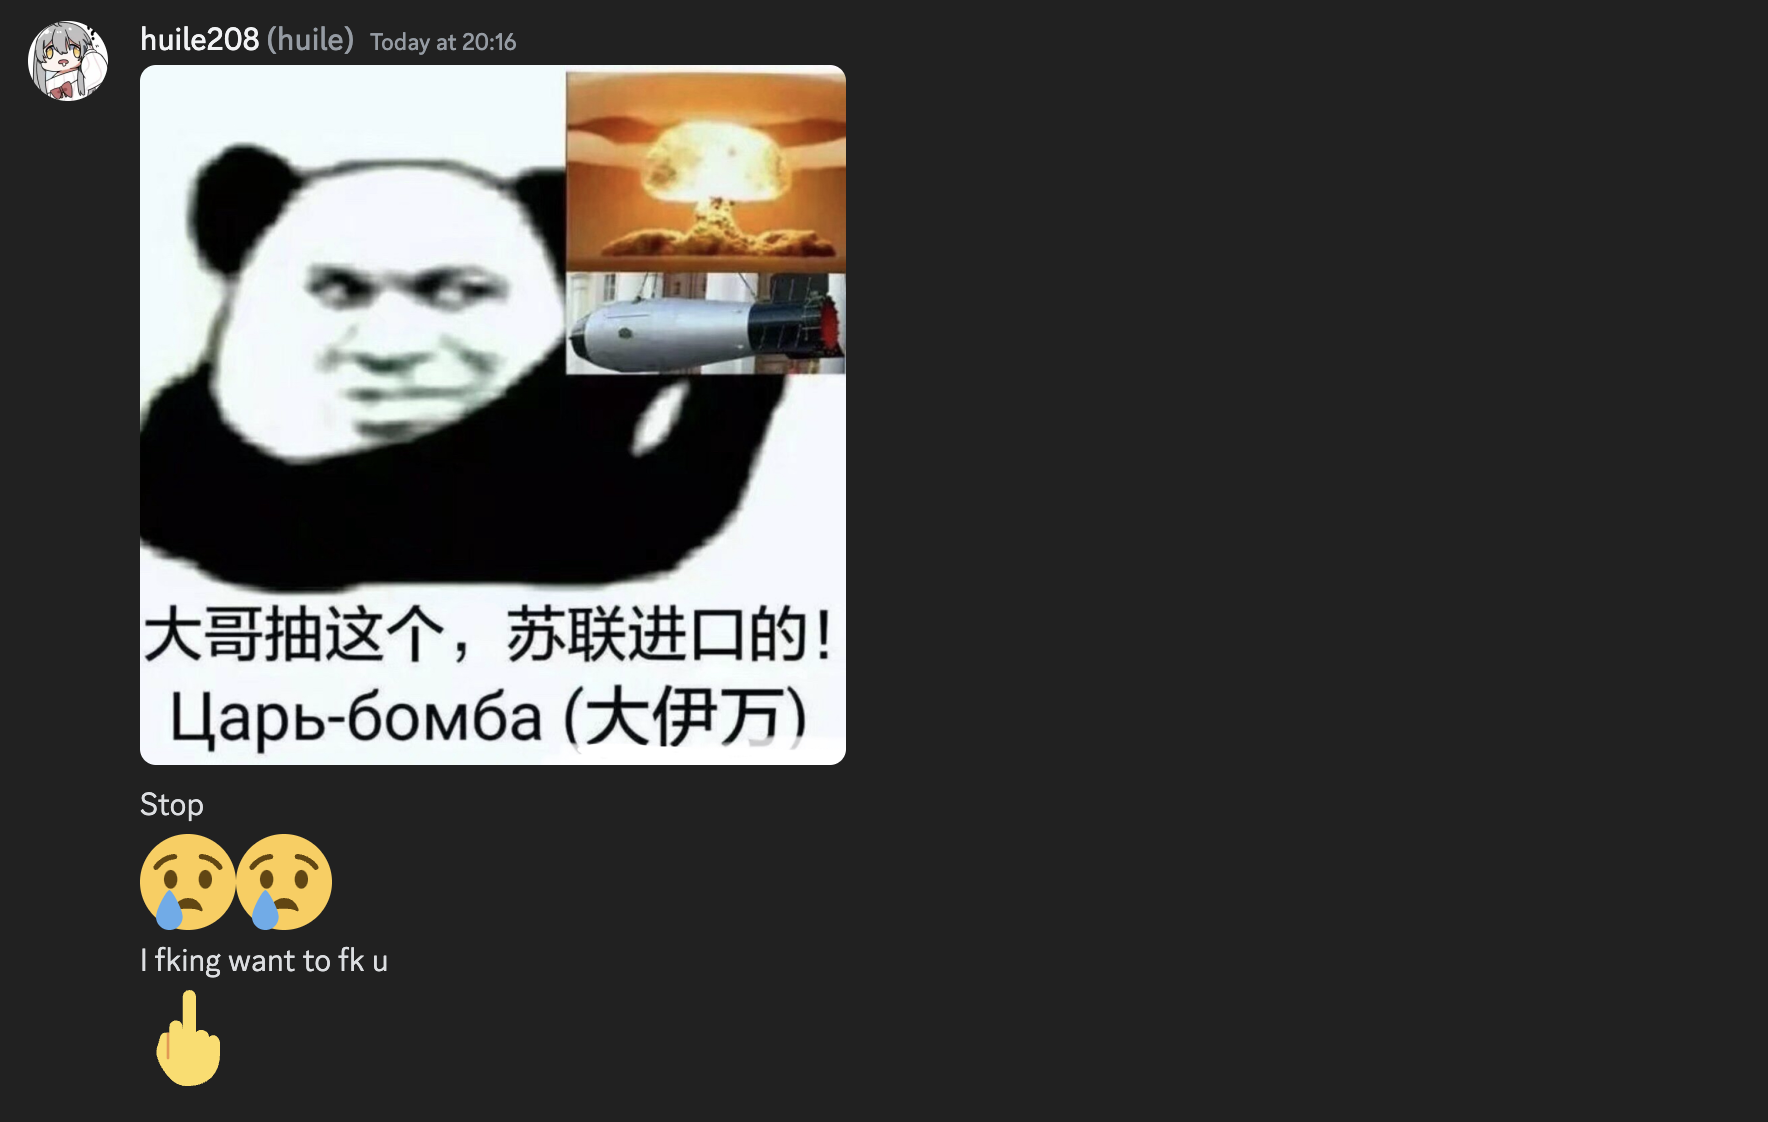 huile208 (huile) Today at 20:16
大哥抽这个，苏联进口的！
Царь-бомба (大伊万)
Stop
😢😢
I fking want to fk u
🖕